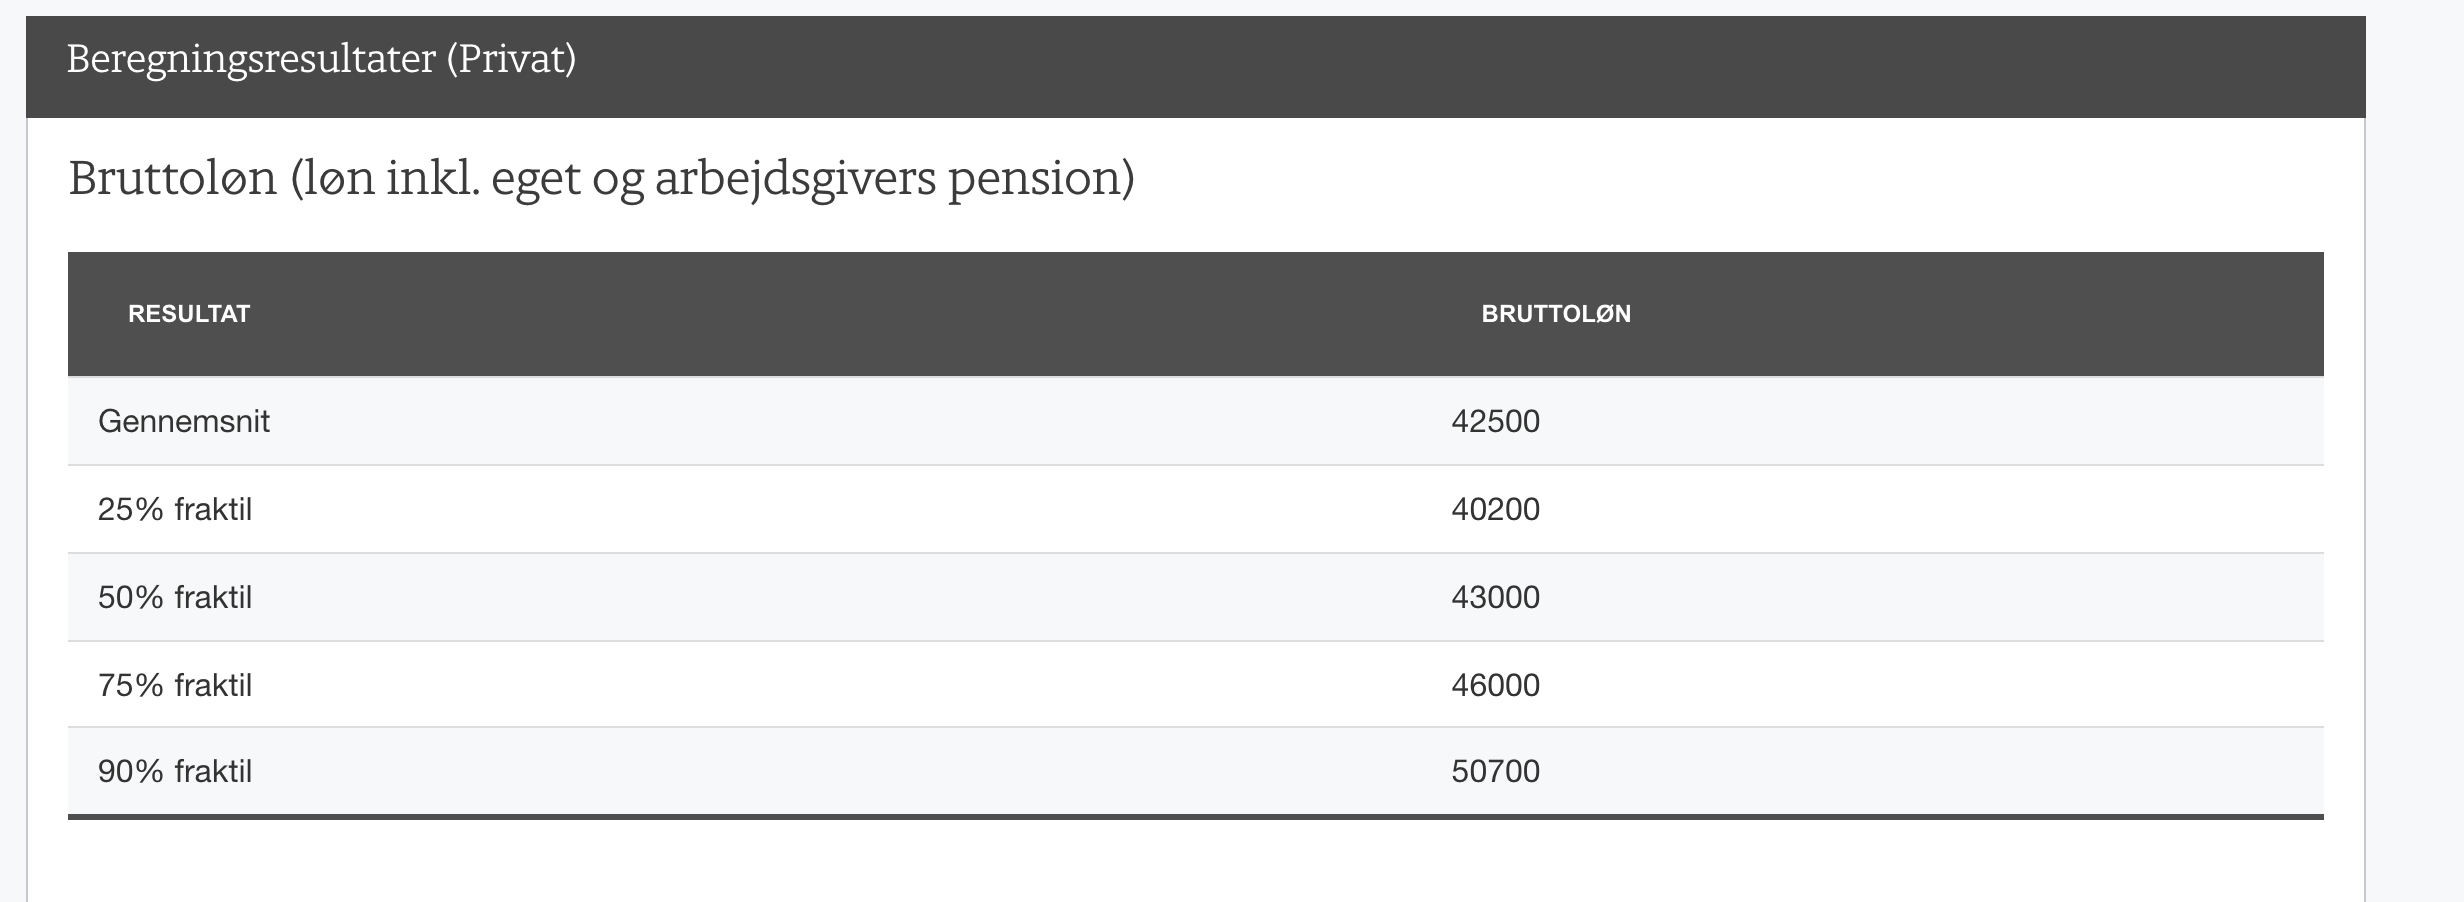 Beregningsresultater (Privat)
Bruttoløn (løn inkl. eget og arbejdsgivers pension)
RESULTAT BRUTTOLØN
Gennemsnit 42500
25% fraktil 40200
50% fraktil 43000
75% fraktil 46000
90% fraktil 50700